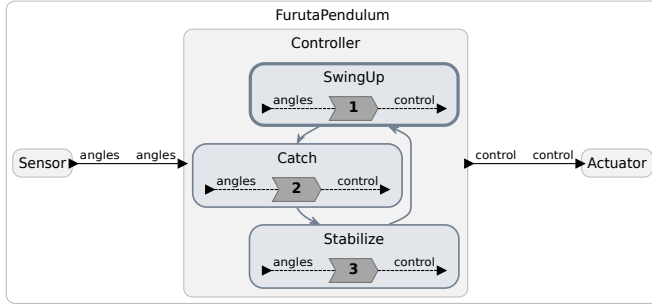 FurutaPendulum
Controller
SwingUp
angles 1 control
Sensor angles angles
Catch
angles 2 control
control control Actuator
Stabilize
angles 3 control